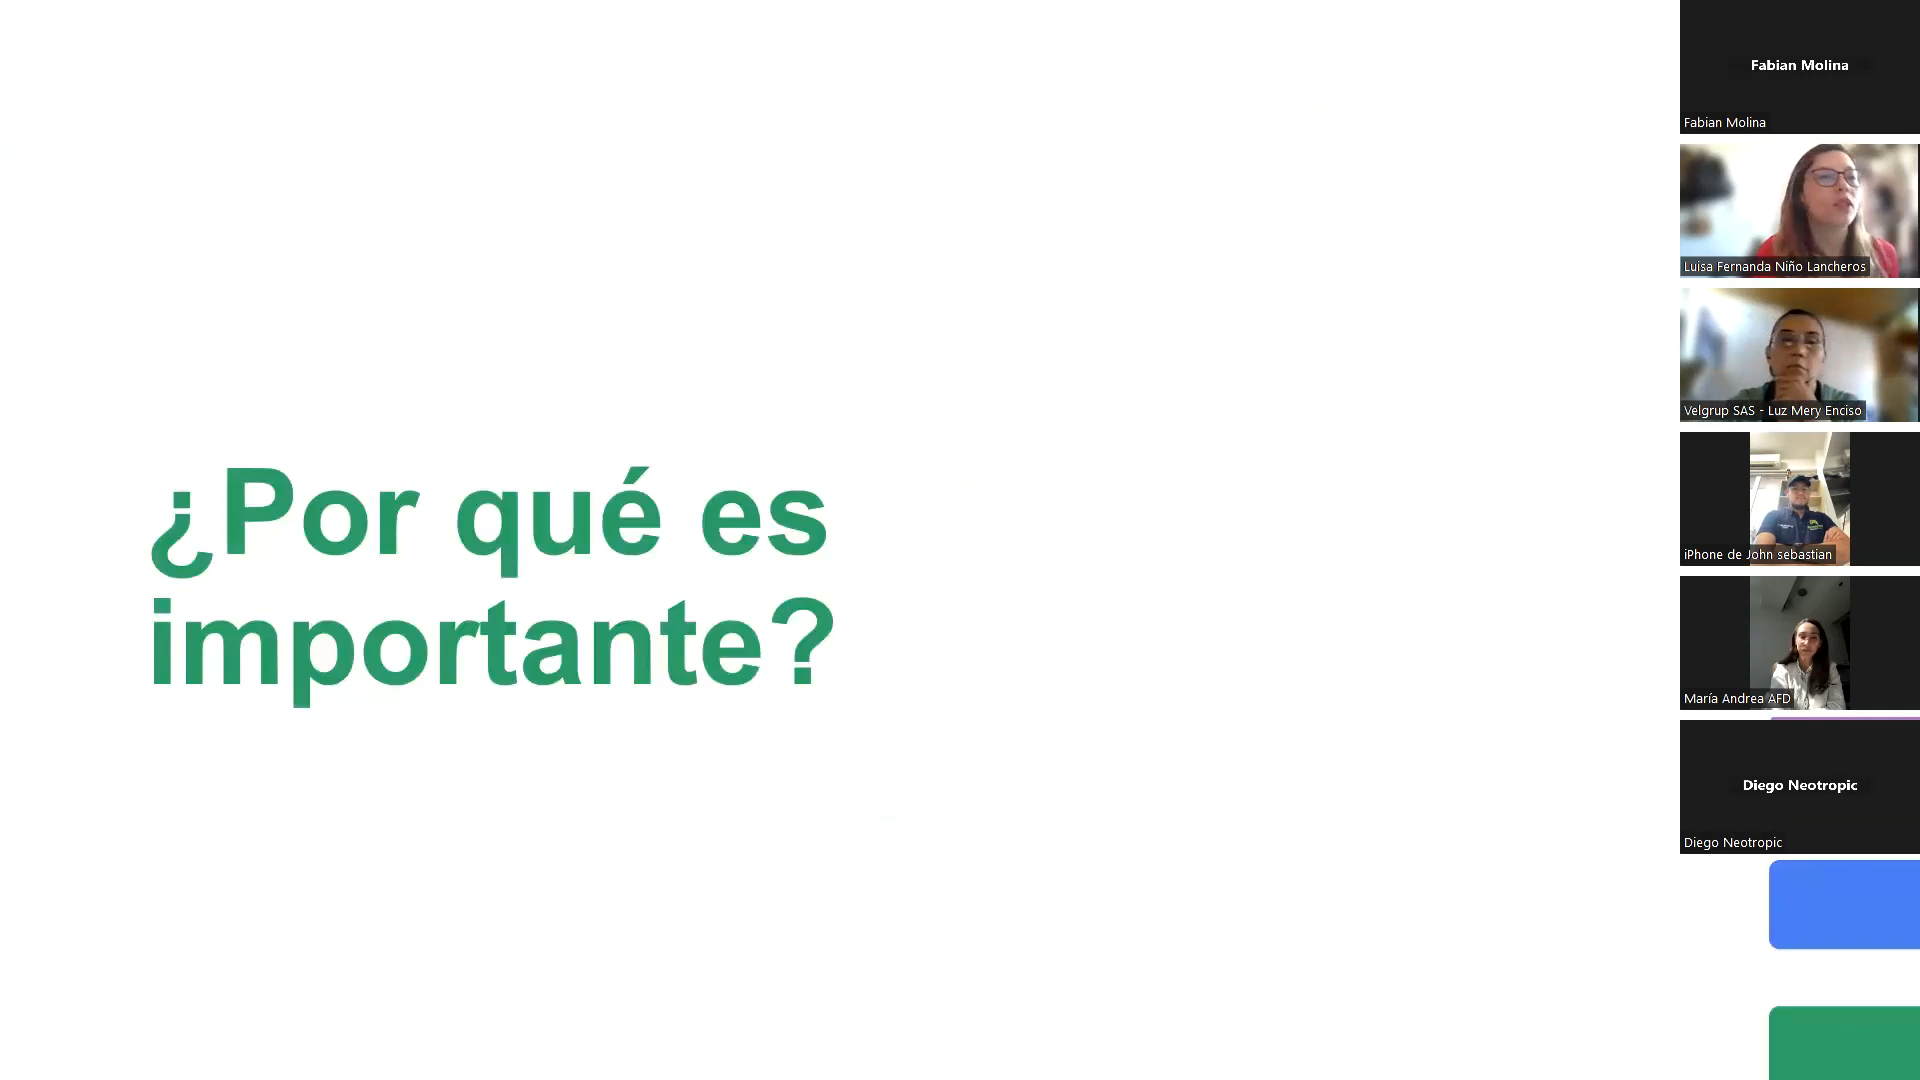 ¿Por qué es
importante?
Fabian Molina
Fabian Molina
Luisa Fernanda Niño Lancheros
Velgrup SAS - Luz Mery Enciso
iPhone de John sebastian
María Andrea AFD
Diego Neotropic
Diego Neotropic